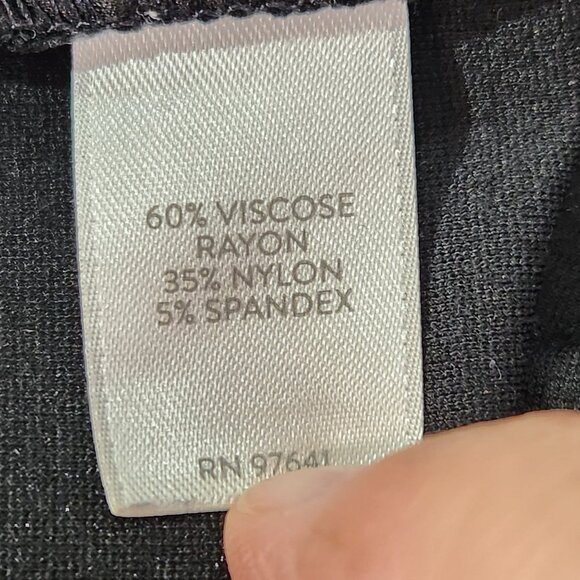 60% VISCOSE
RAYON
35% NYLON
5% SPANDEX
RN 97641